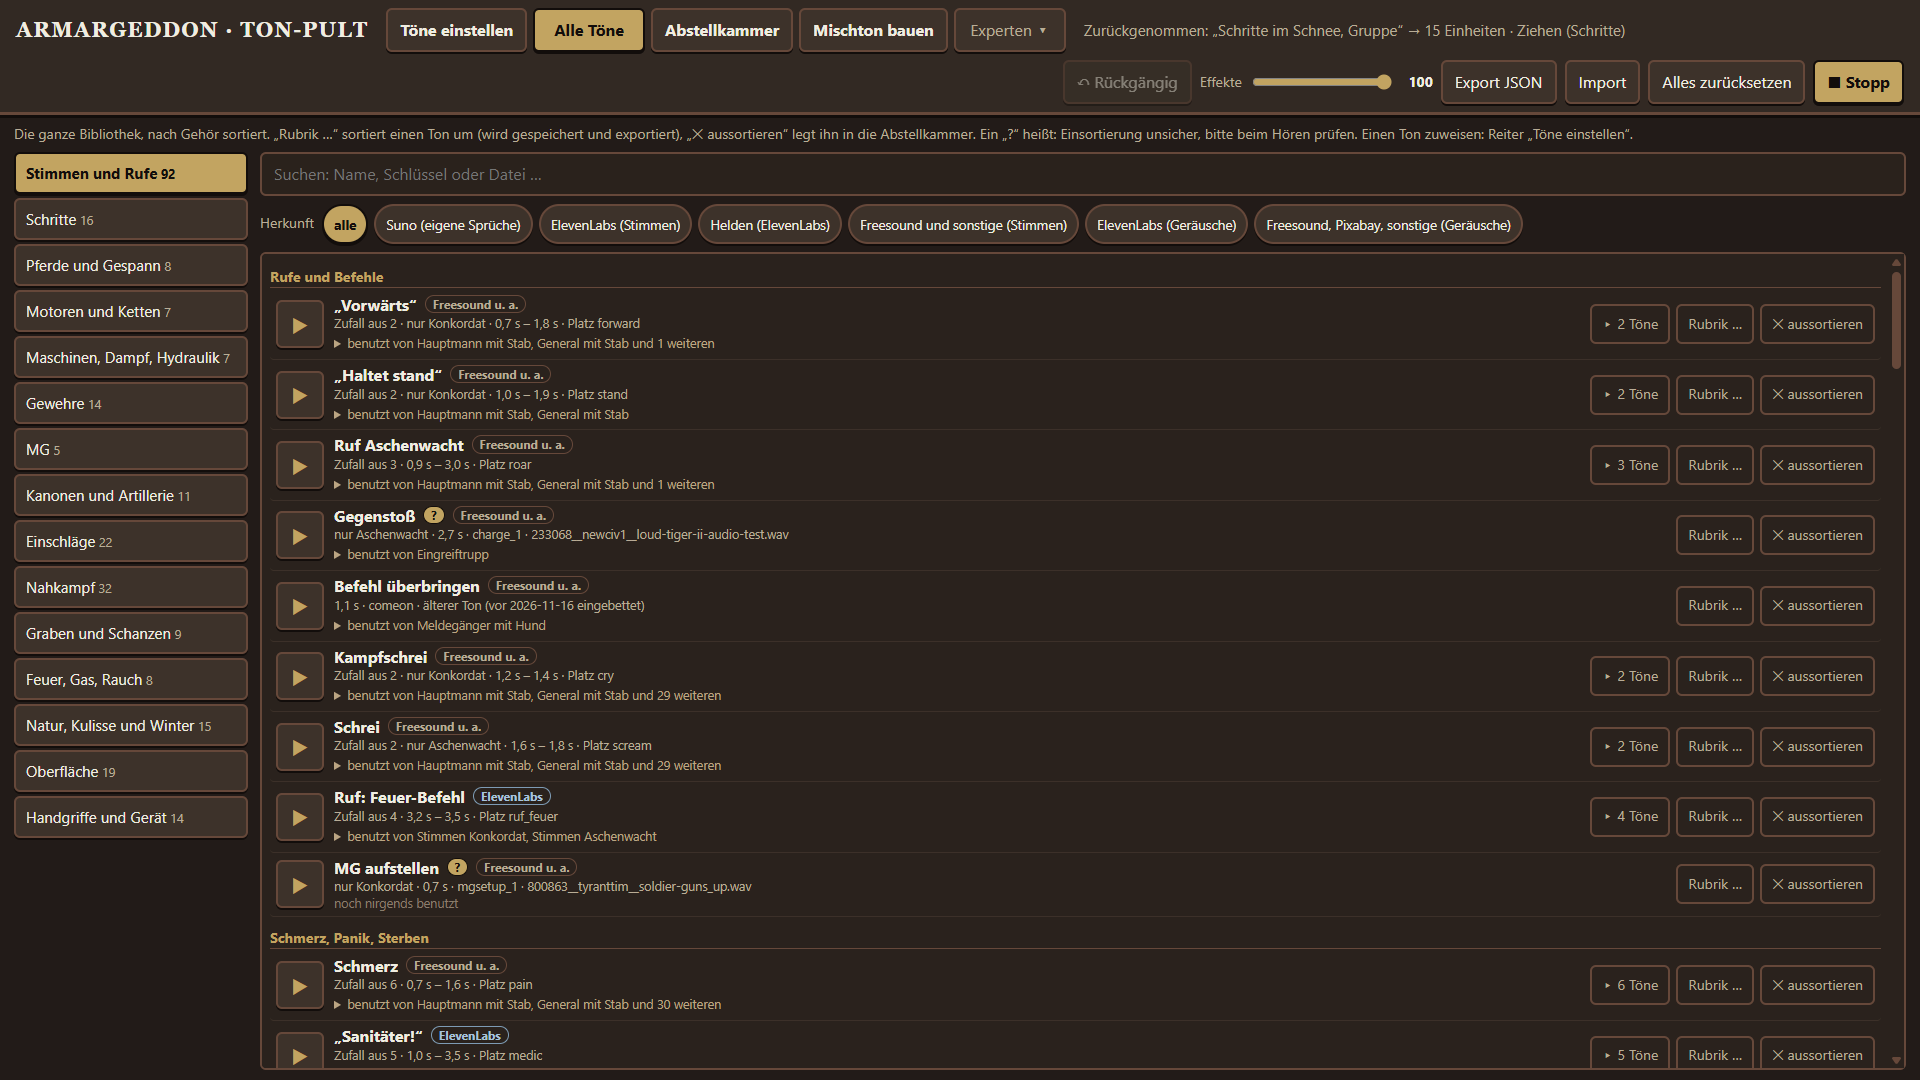 ARMARGEDDON · TON-PULT
Töne einstellen
Alle Töne
Abstellkammer
Mischton bauen
Experten ▾
Zurückgenommen: „Schritte im Schnee, Gruppe“ → 15 Einheiten · Ziehen (Schritte)
↶ Rückgängig
Effekte
100
Export JSON
Import
Alles zurücksetzen
■ Stopp
Die ganze Bibliothek, nach Gehör sortiert. „Rubrik …“ sortiert einen Ton um (wird gespeichert und exportiert), „✕ aussortieren“ legt ihn in die Abstellkammer. Ein „?“ heißt: Einsortierung unsicher, bitte beim Hören prüfen. Einen Ton zuweisen: Reiter „Töne einstellen“.
Stimmen und Rufe 92
Schritte 16
Pferde und Gespann 8
Motoren und Ketten 7
Maschinen, Dampf, Hydraulik 7
Gewehre 14
MG 5
Kanonen und Artillerie 11
Einschläge 22
Nahkampf 32
Graben und Schanzen 9
Feuer, Gas, Rauch 8
Natur, Kulisse und Winter 15
Oberfläche 19
Handgriffe und Gerät 14
Suchen: Name, Schlüssel oder Datei …
Herkunft
alle
Suno (eigene Sprüche)
ElevenLabs (Stimmen)
Helden (ElevenLabs)
Freesound und sonstige (Stimmen)
ElevenLabs (Geräusche)
Freesound, Pixabay, sonstige (Geräusche)
Rufe und Befehle
„Vorwärts“ Freesound u. a.
Zufall aus 2 · nur Konkordat · 0,7 s – 1,8 s · Platz forward
▶ benutzt von Hauptmann mit Stab, General mit Stab und 1 weiteren
▸ 2 Töne
Rubrik …
✕ aussortieren
„Haltet stand“ Freesound u. a.
Zufall aus 2 · nur Konkordat · 1,0 s – 1,9 s · Platz stand
▶ benutzt von Hauptmann mit Stab, General mit Stab
▸ 2 Töne
Rubrik …
✕ aussortieren
Ruf Aschenwacht Freesound u. a.
Zufall aus 3 · 0,9 s – 3,0 s · Platz roar
▶ benutzt von Hauptmann mit Stab, General mit Stab und 1 weiteren
▸ 3 Töne
Rubrik …
✕ aussortieren
Gegenstoß ? Freesound u. a.
nur Aschenwacht · 2,7 s · charge_1 · 233068__newciv1__loud-tiger-ii-audio-test.wav
▶ benutzt von Eingreiftrupp
Rubrik …
✕ aussortieren
Befehl überbringen Freesound u. a.
1,1 s · comeon · älterer Ton (vor 2026-11-16 eingebettet)
▶ benutzt von Meldegänger mit Hund
Rubrik …
✕ aussortieren
Kampfschrei Freesound u. a.
Zufall aus 2 · nur Konkordat · 1,2 s – 1,4 s · Platz cry
▶ benutzt von Hauptmann mit Stab, General mit Stab und 29 weiteren
▸ 2 Töne
Rubrik …
✕ aussortieren
Schrei Freesound u. a.
Zufall aus 2 · nur Aschenwacht · 1,6 s – 1,8 s · Platz scream
▶ benutzt von Hauptmann mit Stab, General mit Stab und 29 weiteren
▸ 2 Töne
Rubrik …
✕ aussortieren
Ruf: Feuer-Befehl ElevenLabs
Zufall aus 4 · 3,2 s – 3,5 s · Platz ruf_feuer
▶ benutzt von Stimmen Konkordat, Stimmen Aschenwacht
▸ 4 Töne
Rubrik …
✕ aussortieren
MG aufstellen ? Freesound u. a.
nur Konkordat · 0,7 s · mgsetup_1 · 800863__tyranttim__soldier-guns_up.wav
noch nirgends benutzt
Rubrik …
✕ aussortieren
Schmerz, Panik, Sterben
Schmerz Freesound u. a.
Zufall aus 6 · 0,7 s – 1,6 s · Platz pain
▶ benutzt von Hauptmann mit Stab, General mit Stab und 30 weiteren
▸ 6 Töne
Rubrik …
✕ aussortieren
„Sanitäter!“ ElevenLabs
Zufall aus 5 · 1,0 s – 3,5 s · Platz medic
▸ 5 Töne
Rubrik …
✕ aussortieren